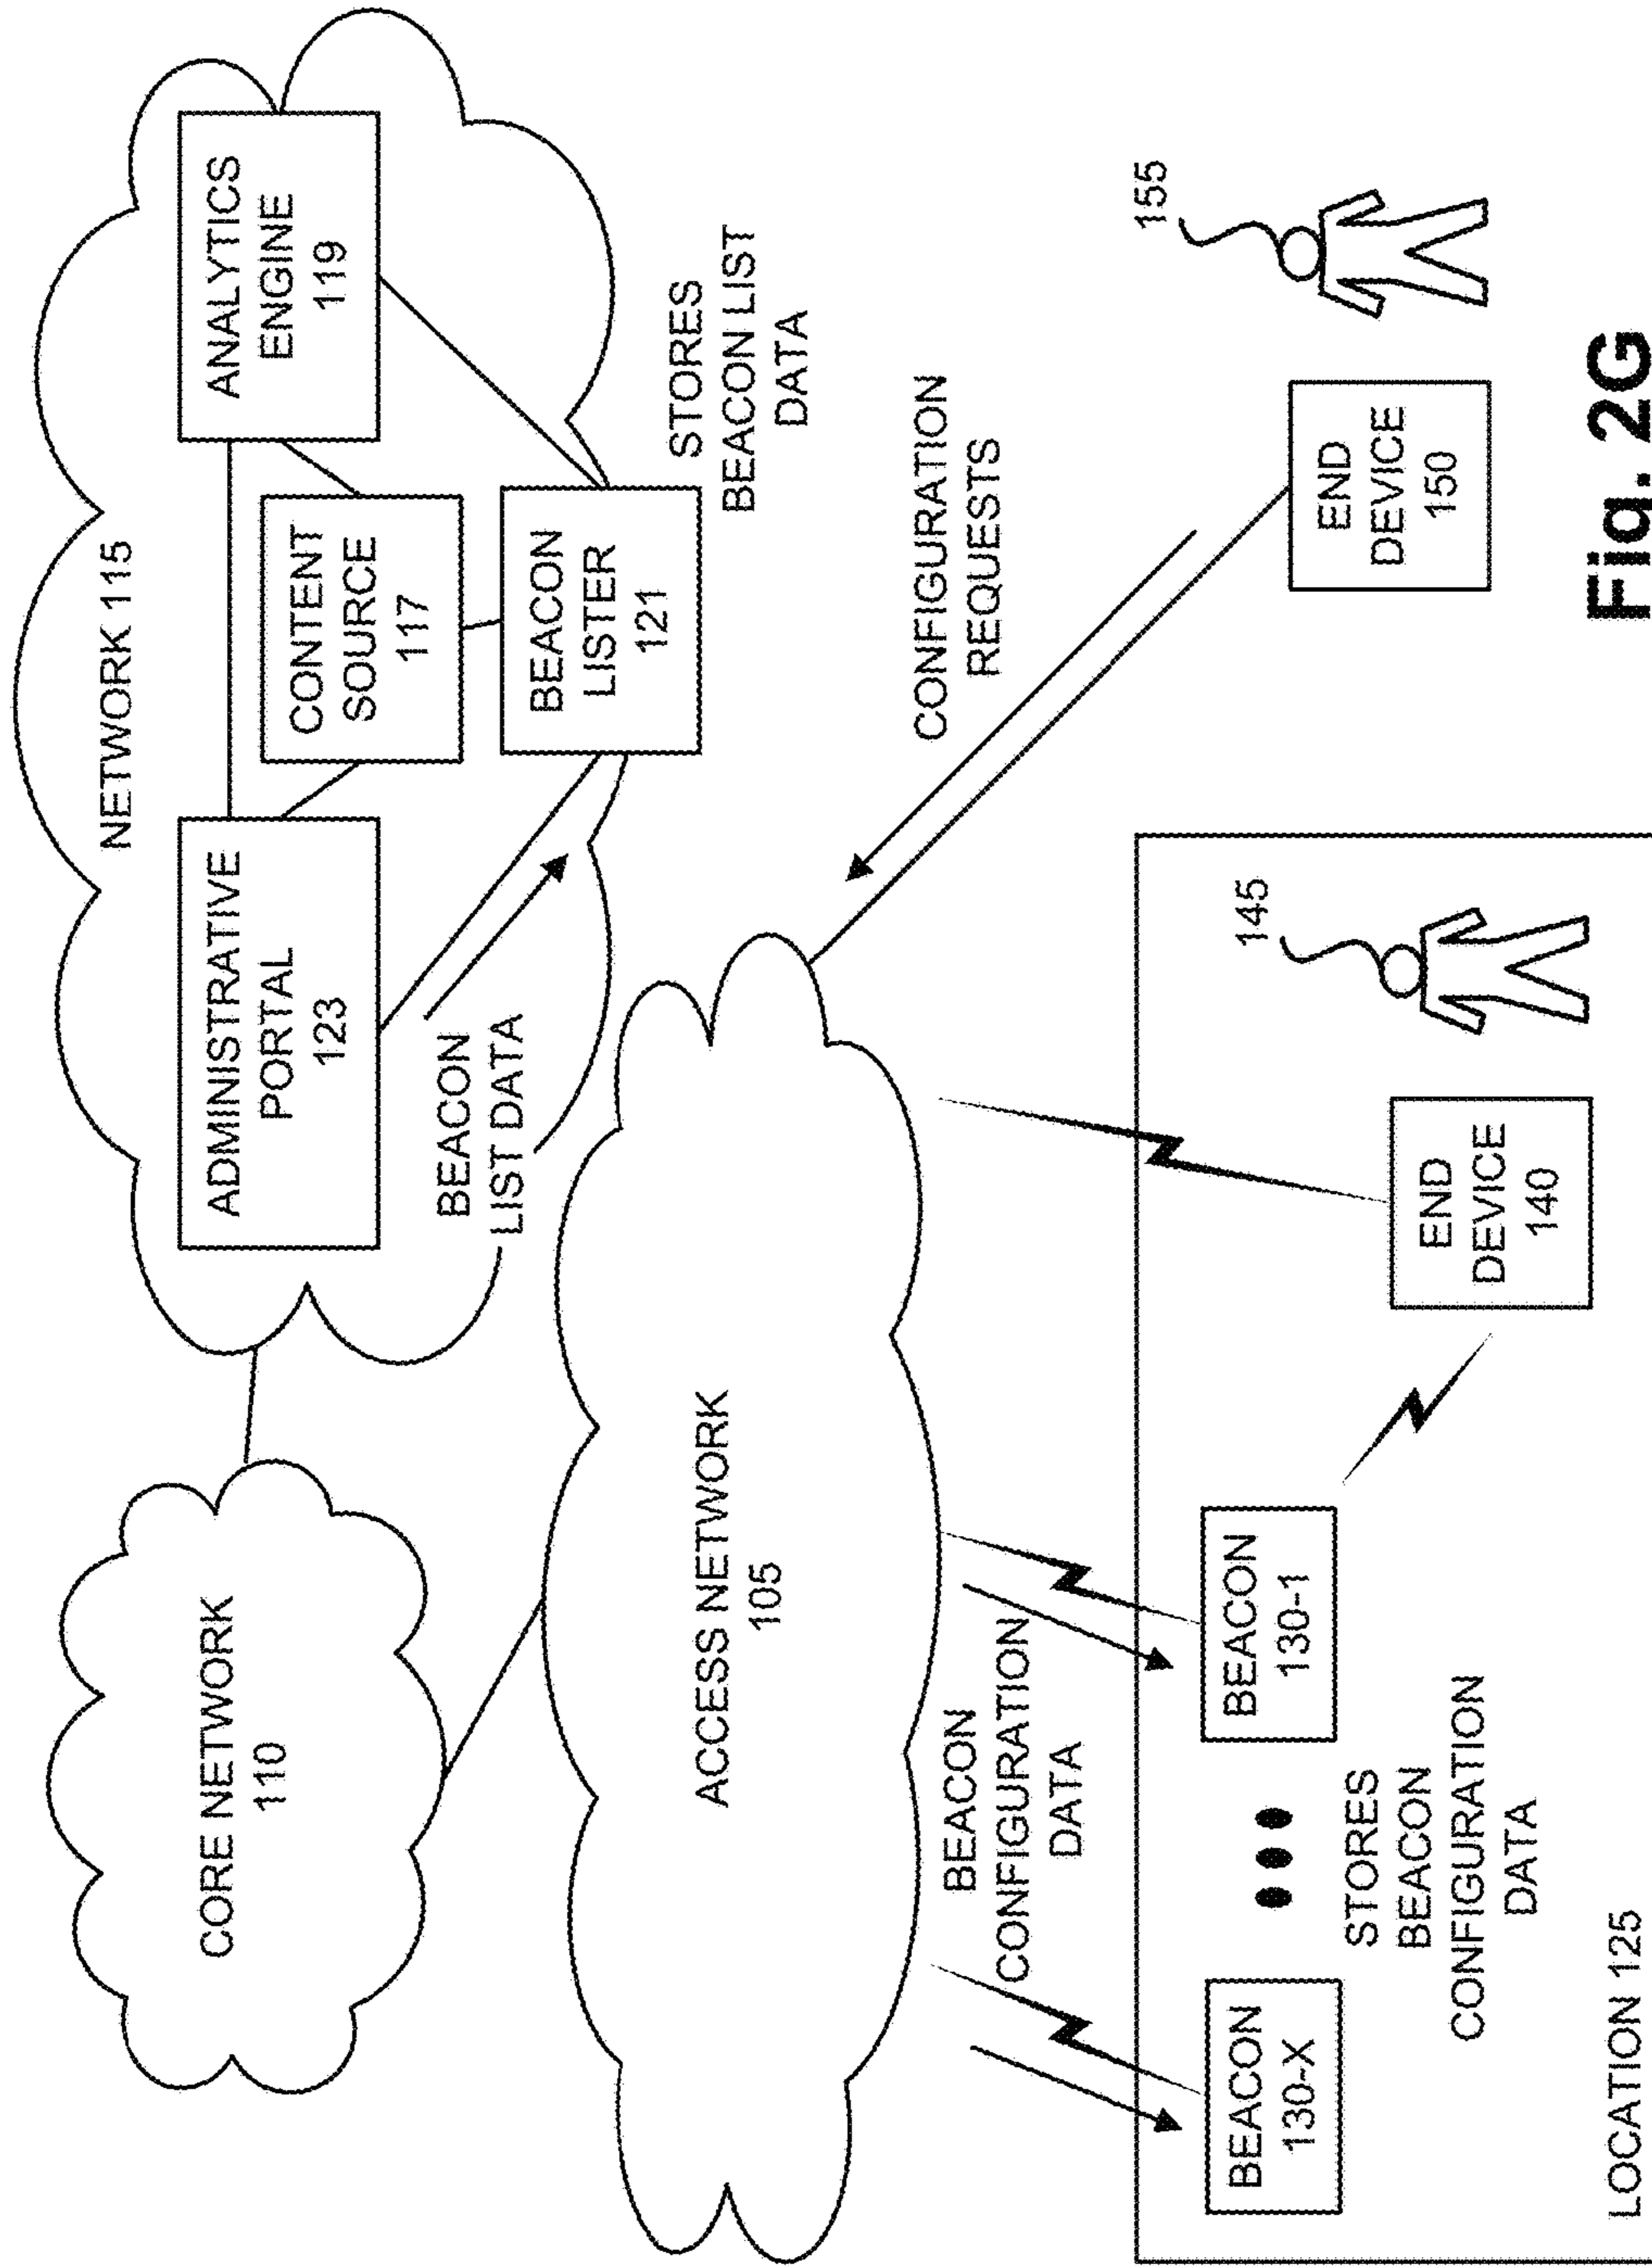 NETWORK 115
CORE NETWORK
110
ADMINISTRATIVE
PORTAL
123
ANALYTICS
ENGINE
119
CONTENT
SOURCE
117
BEACON
LISTER
121
BEACON
LIST DATA
STORES
BEACON LIST
DATA
ACCESS NETWORK
105
CONFIGURATION
REQUESTS
BEACON
CONFIGURATION
DATA
BEACON
130-X
BEACON
130-1
STORES
BEACON
CONFIGURATION
DATA
END
DEVICE
140
145
END
DEVICE
150
155
LOCATION 125
Fig. 2G